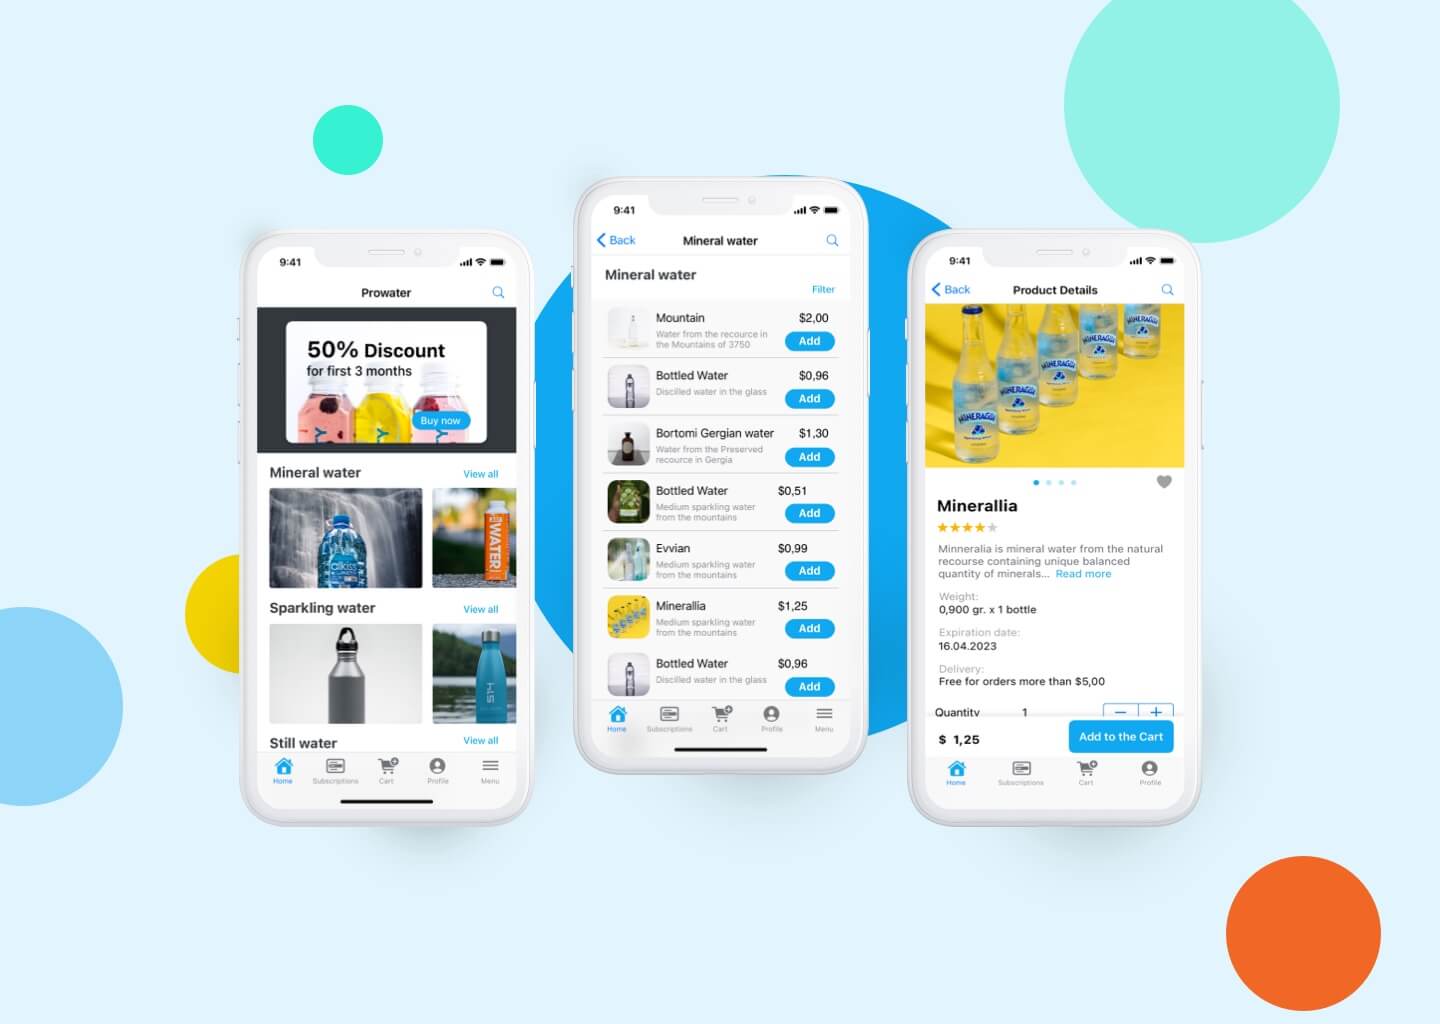 9:41
Prowater
50% Discount
for first 3 months
Buy now
Mineral water
View all
alkiss
WATER
Sparkling water
View all
Still water
View all
Home
Subscriptions
Cart
Profile
Menu
9:41
Back
Mineral water
Mineral water
Filter
Mountain
$2,00
Water from the recource in
the Mountains of 3750
Add
Bottled Water
$0,96
Discilled water in the glass
Add
Bortomi Gergian water
$1,30
Water from the Preserved
recource in Gergia
Add
Bottled Water
$0,51
Medium sparkling water
from the mountains
Add
Evvian
$0,99
Medium sparkling water
from the mountains
Add
Minerallia
$1,25
Medium sparkling water
from the mountains
Add
Bottled Water
$0,96
Discilled water in the glass
Add
Home
Subscriptions
Cart
Profile
Menu
9:41
Back
Product Details
MINERAGUA
Minerallia
Minneralia is mineral water from the natural
recourse containing unique balanced
quantity of minerals... Read more
Weight:
0,900 gr. x 1 bottle
Expiration date:
16.04.2023
Delivery:
Free for orders more than $5,00
Quantity
1
$ 1,25
Add to the Cart
Home
Subscriptions
Cart
Profile